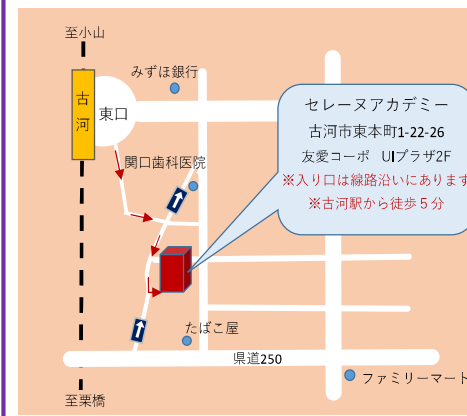 至小山
みずほ銀行
古河
東口
セレーヌアカデミー
古河市東本町1-22-26
友愛コーポ UIプラザ2F
※入り口は線路沿いにあります
※古河駅から徒歩5分
関口歯科医院
たばこ屋
県道250
ファミリーマート
至栗橋